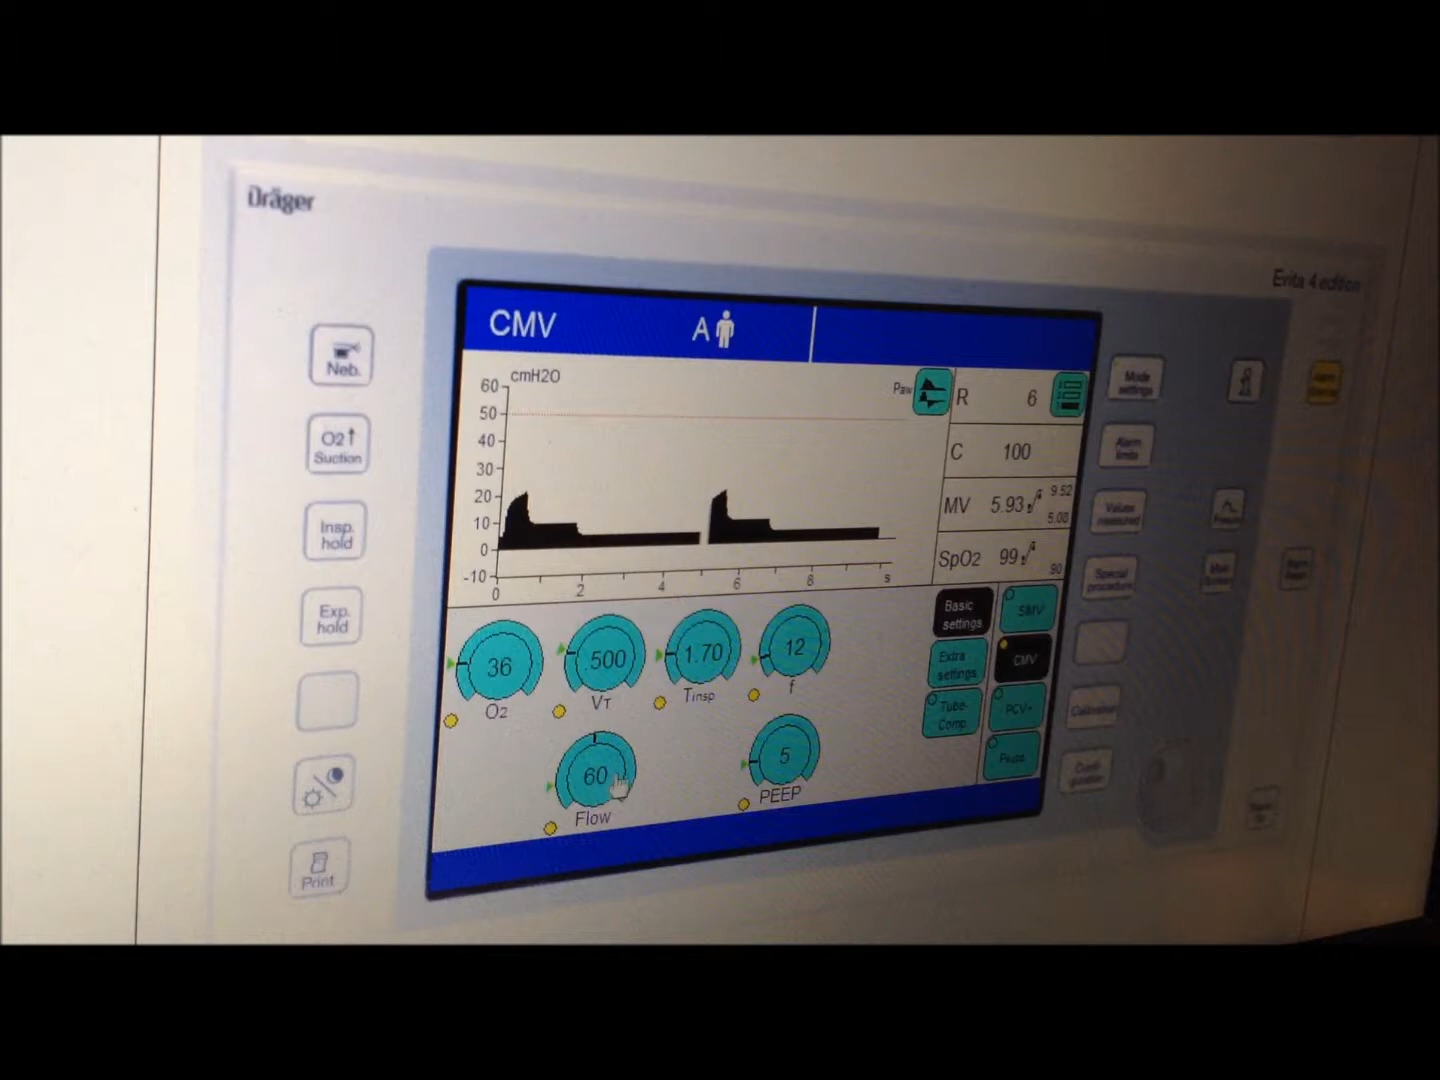 Dräger
Evita 4 edition
CMV
A
Neb.
O2↑
Suction
Insp.
hold
Exp.
hold
Print
cmH2O
60
50
40
30
20
10
0
-10
0 2 4 6 8 s
Paw
R 6
C 100
MV 5.93 9.52
5.00
SpO2 99
90
36
O2
.500
VT
1.70
Tinsp
12
f
60
Flow
5
PEEP
Basic
settings
Extra
settings
Tube-
Comp.
SIMV
CMV
PCV+
Mode
settings
Alarm
limits
Values
measured
Special
procedure
Calibration
Confi-
guration